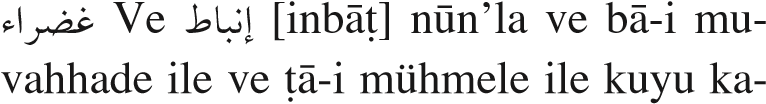 غضراء Ve إنباط [inbāṭ] nūn’la ve bā-i mu-
vahhade ile ve ṭā-i mühmele ile kuyu ka-